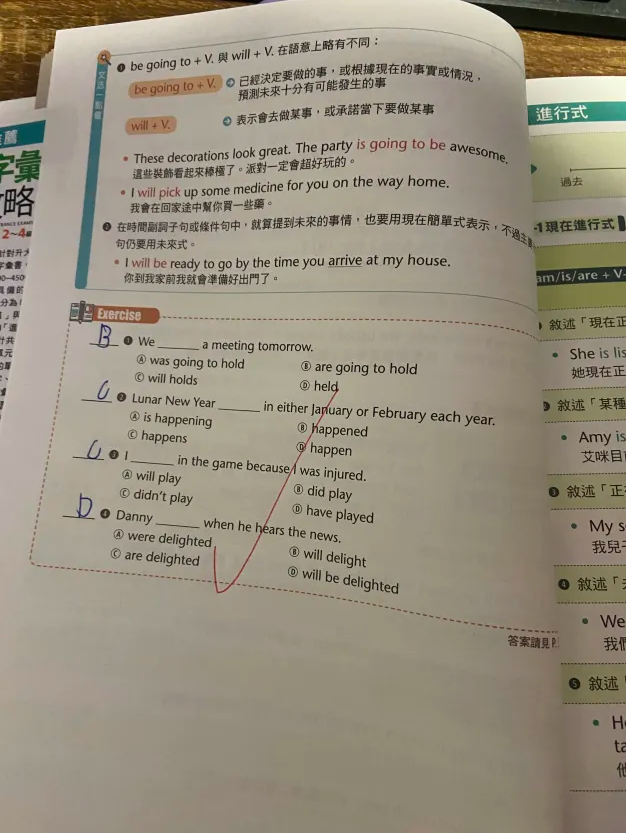 文法一點靈
❶ be going to + V. 與 will + V. 在語意上略有不同：
be going to + V. 已經決定要做的事，或根據現在的事實或情況，
預測未來十分有可能發生的事
will + V. 表示會去做某事，或承諾當下要做某事
• These decorations look great. The party is going to be awesome.
這些裝飾看起來棒極了。派對一定會超好玩的。
• I will pick up some medicine for you on the way home.
我會在回家途中幫你買一些藥。
❷ 在時間副詞子句或條件句中，就算提到未來的事情，也要用現在簡單式表示，不過主
句仍要用未來式。
• I will be ready to go by the time you arrive at my house.
你到我家前我就會準備好出門了。
Exercise
B ❶ We ______ a meeting tomorrow.
Ⓐ was going to hold Ⓑ are going to hold
Ⓒ will holds Ⓓ held
C ❷ Lunar New Year ______ in either January or February each year.
Ⓐ is happening Ⓑ happened
Ⓒ happens Ⓓ happen
C ❸ I ______ in the game because I was injured.
Ⓐ will play Ⓑ did play
Ⓒ didn't play Ⓓ have played
D ❹ Danny ______ when he hears the news.
Ⓐ were delighted Ⓑ will delight
Ⓒ are delighted Ⓓ will be delighted
答案請見 P.
進行式
過去
-1 現在進行式
am/is/are + V-
敘述「現在正
• She is lis
她現在正
敘述「某種
• Amy is
艾咪目前
❸ 敘述「正在
• My s
我兒子
❹ 敘述「
• We
我們
❺ 敘述「
• He
ta
他
推薦
字彙
攻略
2~4